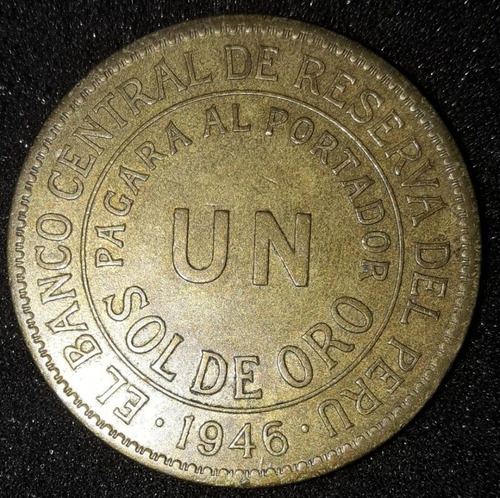 EL BANCO CENTRAL DE RESERVA DEL PERU
PAGARA AL PORTADOR
UN
SOL DE ORO
· 1946 ·